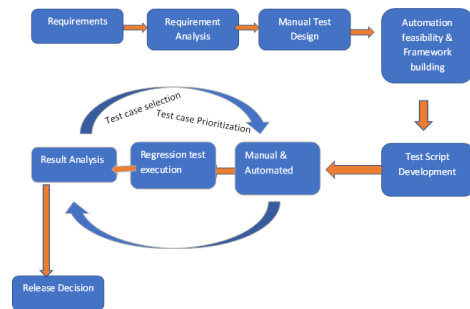 Requirements
Requirement
Analysis
Manual Test
Design
Automation
feasibility &
Framework
building
Test case selection
Test case Prioritization
Result Analysis
Regression test
execution
Manual &
Automated
Test Script
Development
Release Decision